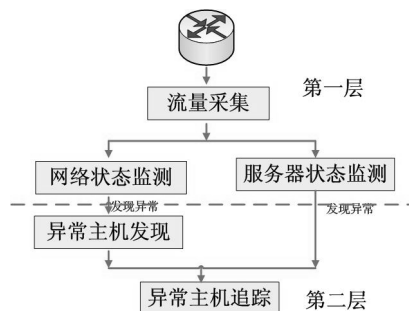 第一层
流量采集
网络状态监测
服务器状态监测
发现异常
发现异常
异常主机发现
异常主机追踪
第二层